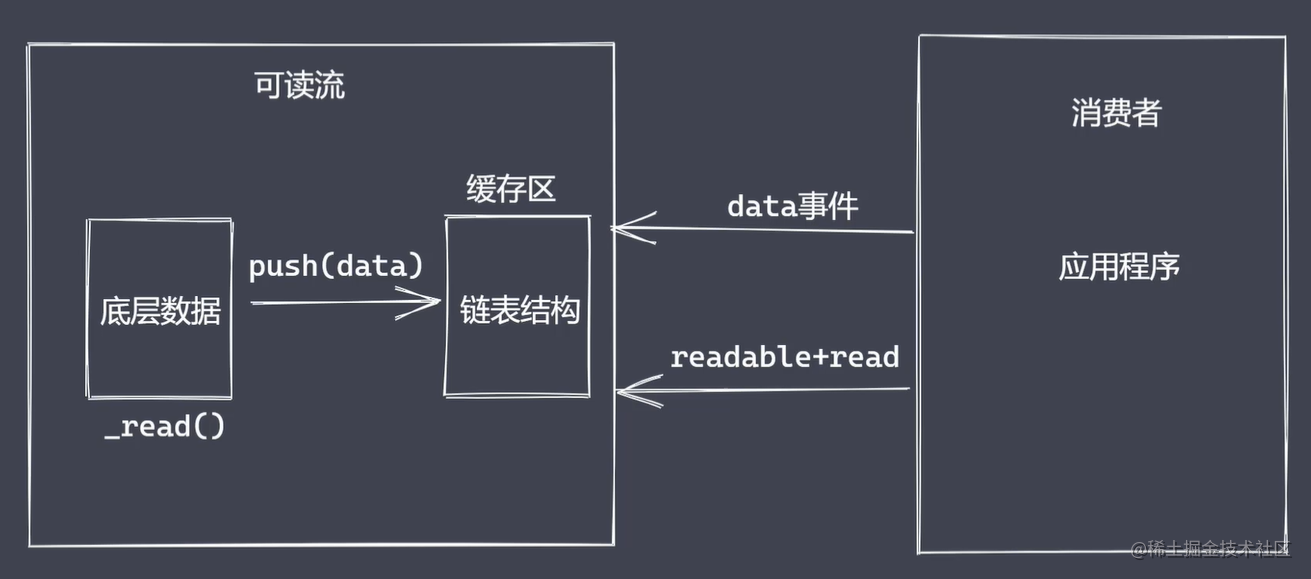 可读流
消费者
缓存区
data事件
push(data)
应用程序
底层数据
链表结构
readable+read
_read()
@稀土掘金技术社区